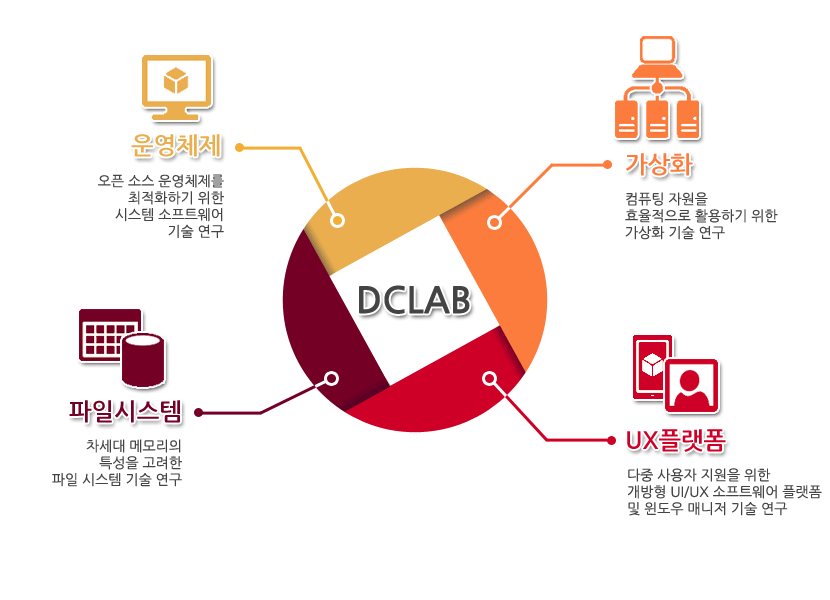 운영체제
오픈 소스 운영체제를
최적화하기 위한
시스템 소프트웨어
기술 연구
가상화
컴퓨팅 자원을
효율적으로 활용하기 위한
가상화 기술 연구
DCLAB
파일시스템
차세대 메모리의
특성을 고려한
파일 시스템 기술 연구
UX플랫폼
다중 사용자 지원을 위한
개방형 UI/UX 소프트웨어 플랫폼
및 윈도우 매니저 기술 연구